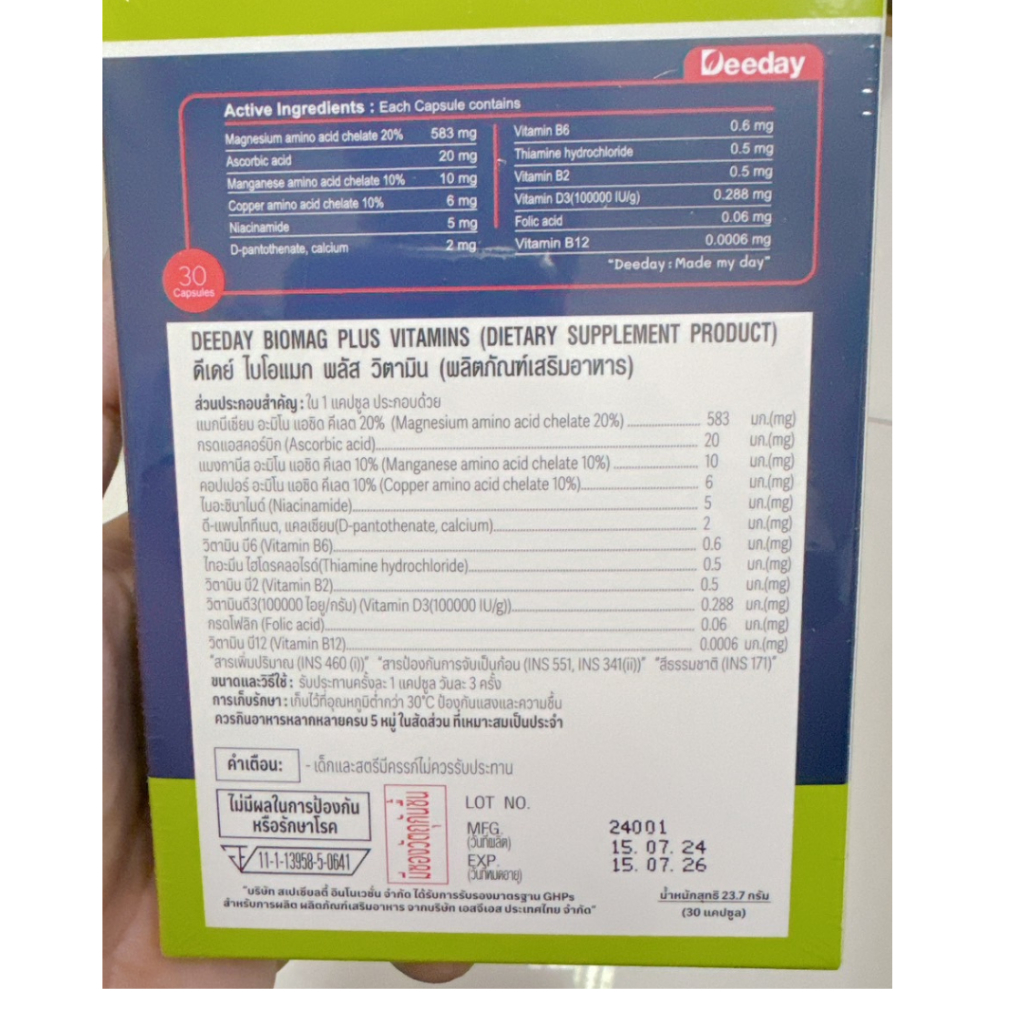 Deeday
Active Ingredients : Each Capsule contains
Magnesium amino acid chelate 20% 583 mg
Ascorbic acid 20 mg
Manganese amino acid chelate 10% 10 mg
Copper amino acid chelate 10% 6 mg
Niacinamide 5 mg
D-pantothenate, calcium 2 mg
Vitamin B6 0.6 mg
Thiamine hydrochloride 0.5 mg
Vitamin B2 0.5 mg
Vitamin D3(100000 IU/g) 0.288 mg
Folic acid 0.06 mg
Vitamin B12 0.0006 mg
"Deeday : Made my day"
30
Capsules
DEEDAY BIOMAG PLUS VITAMINS (DIETARY SUPPLEMENT PRODUCT)
ดีเดย์ ไบโอแมก พลัส วิตามิน (ผลิตภัณฑ์เสริมอาหาร)
ส่วนประกอบสำคัญ : ใน 1 แคปซูล ประกอบด้วย
แมกนีเซียม อะมิโน แอซิด คีเลต 20% (Magnesium amino acid chelate 20%) 583 มก.(mg)
กรดแอสคอร์บิก (Ascorbic acid) 20 มก.(mg)
แมงกานีส อะมิโน แอซิด คีเลต 10% (Manganese amino acid chelate 10%) 10 มก.(mg)
คอปเปอร์ อะมิโน แอซิด คีเลต 10% (Copper amino acid chelate 10%) 6 มก.(mg)
ไนอะซินาไมด์ (Niacinamide) 5 มก.(mg)
ดี-แพนโททีเนต, แคลเซียม(D-pantothenate, calcium) 2 มก.(mg)
วิตามิน บี6 (Vitamin B6) 0.6 มก.(mg)
ไทอะมีน ไฮโดรคลอไรด์(Thiamine hydrochloride) 0.5 มก.(mg)
วิตามิน บี2 (Vitamin B2) 0.5 มก.(mg)
วิตามินดี3(100000 ไอยู/กรัม) (Vitamin D3(100000 IU/g)) 0.288 มก.(mg)
กรดโฟลิก (Folic acid) 0.06 มก.(mg)
วิตามิน บี12 (Vitamin B12) 0.0006 มก.(mg)
"สารเพิ่มปริมาณ (INS 460 (i))" "สารป้องกันการจับเป็นก้อน (INS 551, INS 341(ii))" "สีธรรมชาติ (INS 171)"
ขนาดและวิธีใช้ : รับประทานครั้งละ 1 แคปซูล วันละ 3 ครั้ง
การเก็บรักษา : เก็บไว้ที่อุณหภูมิต่ำกว่า 30°C ป้องกันแสงและความชื้น
ควรกินอาหารหลากหลายครบ 5 หมู่ ในสัดส่วน ที่เหมาะสมเป็นประจำ
คำเตือน: - เด็กและสตรีมีครรภ์ไม่ควรรับประทาน
ไม่มีผลในการป้องกัน
หรือรักษาโรค
11-1-13958-5-0641
มีซองวัตถุกันชื้น
LOT NO. 24001
MFG. 15. 07. 24
(วันที่ผลิต)
EXP. 15. 07. 26
(วันที่หมดอายุ)
"บริษัท สเปเชียลตี้ อินโนเวชั่น จำกัด ได้รับการรับรองมาตรฐาน GHPs
สำหรับการผลิต ผลิตภัณฑ์เสริมอาหาร จากบริษัท เอสจีเอส ประเทศไทย จำกัด"
น้ำหนักสุทธิ 23.7 กรัม
(30 แคปซูล)